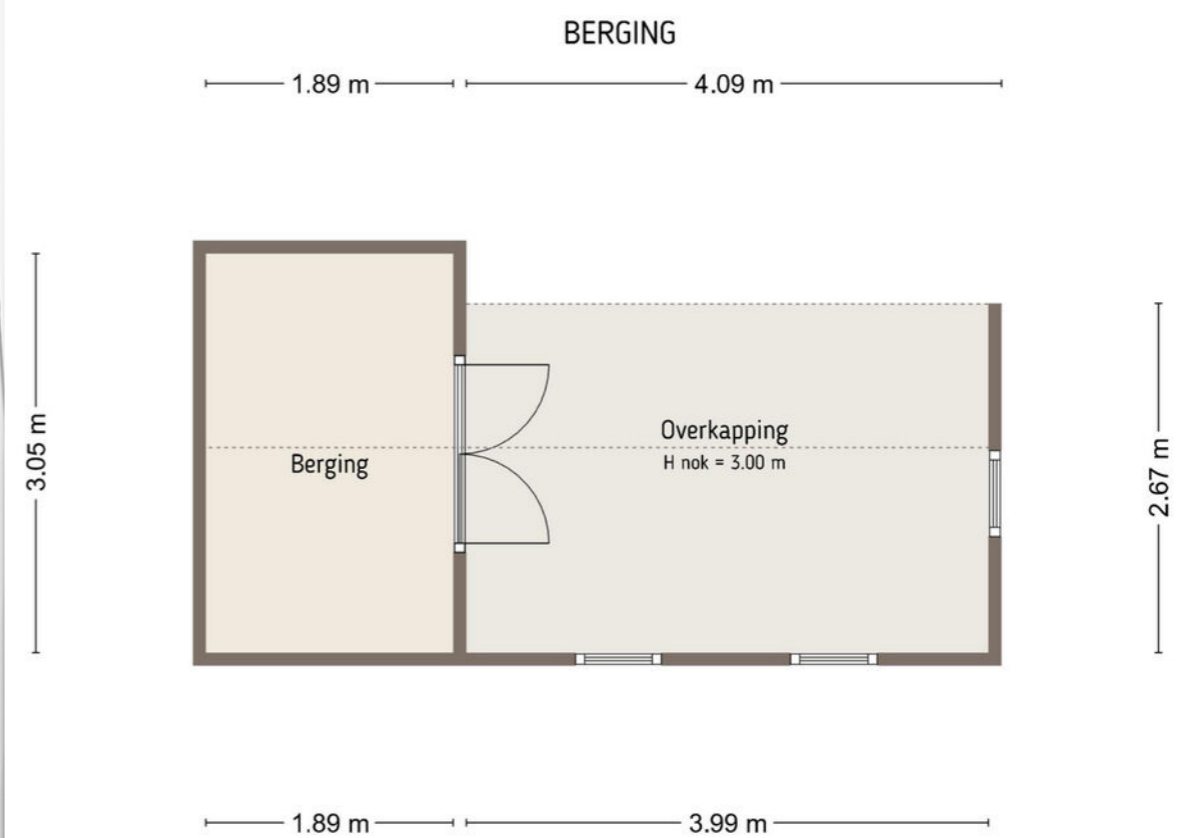 BERGING
1.89 m
4.09 m
3.05 m
Overkapping
H nok = 3.00 m
Berging
2.67 m
1.89 m
3.99 m